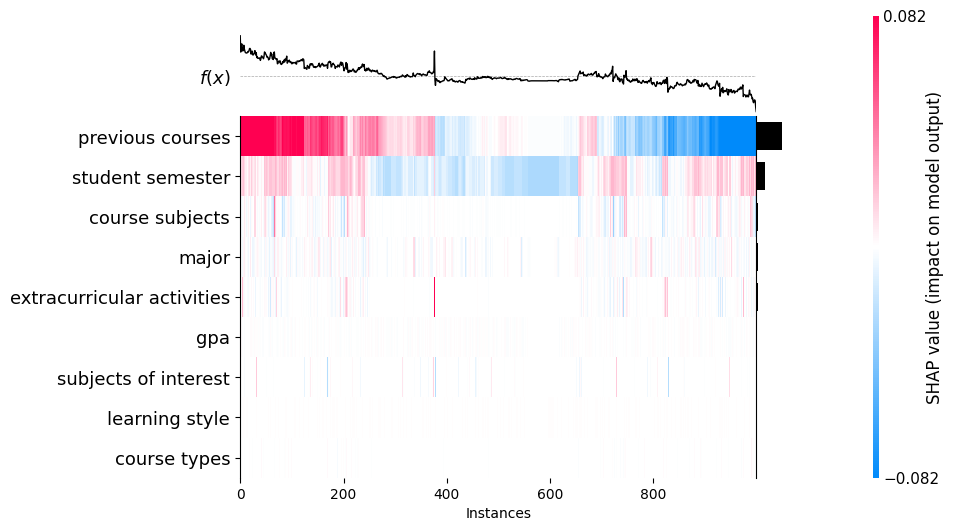 0.082
f(x)
previous courses
student semester
course subjects
major
extracurricular activities
gpa
subjects of interest
learning style
course types
0 200 400 600 800
Instances
SHAP value (impact on model output)
−0.082